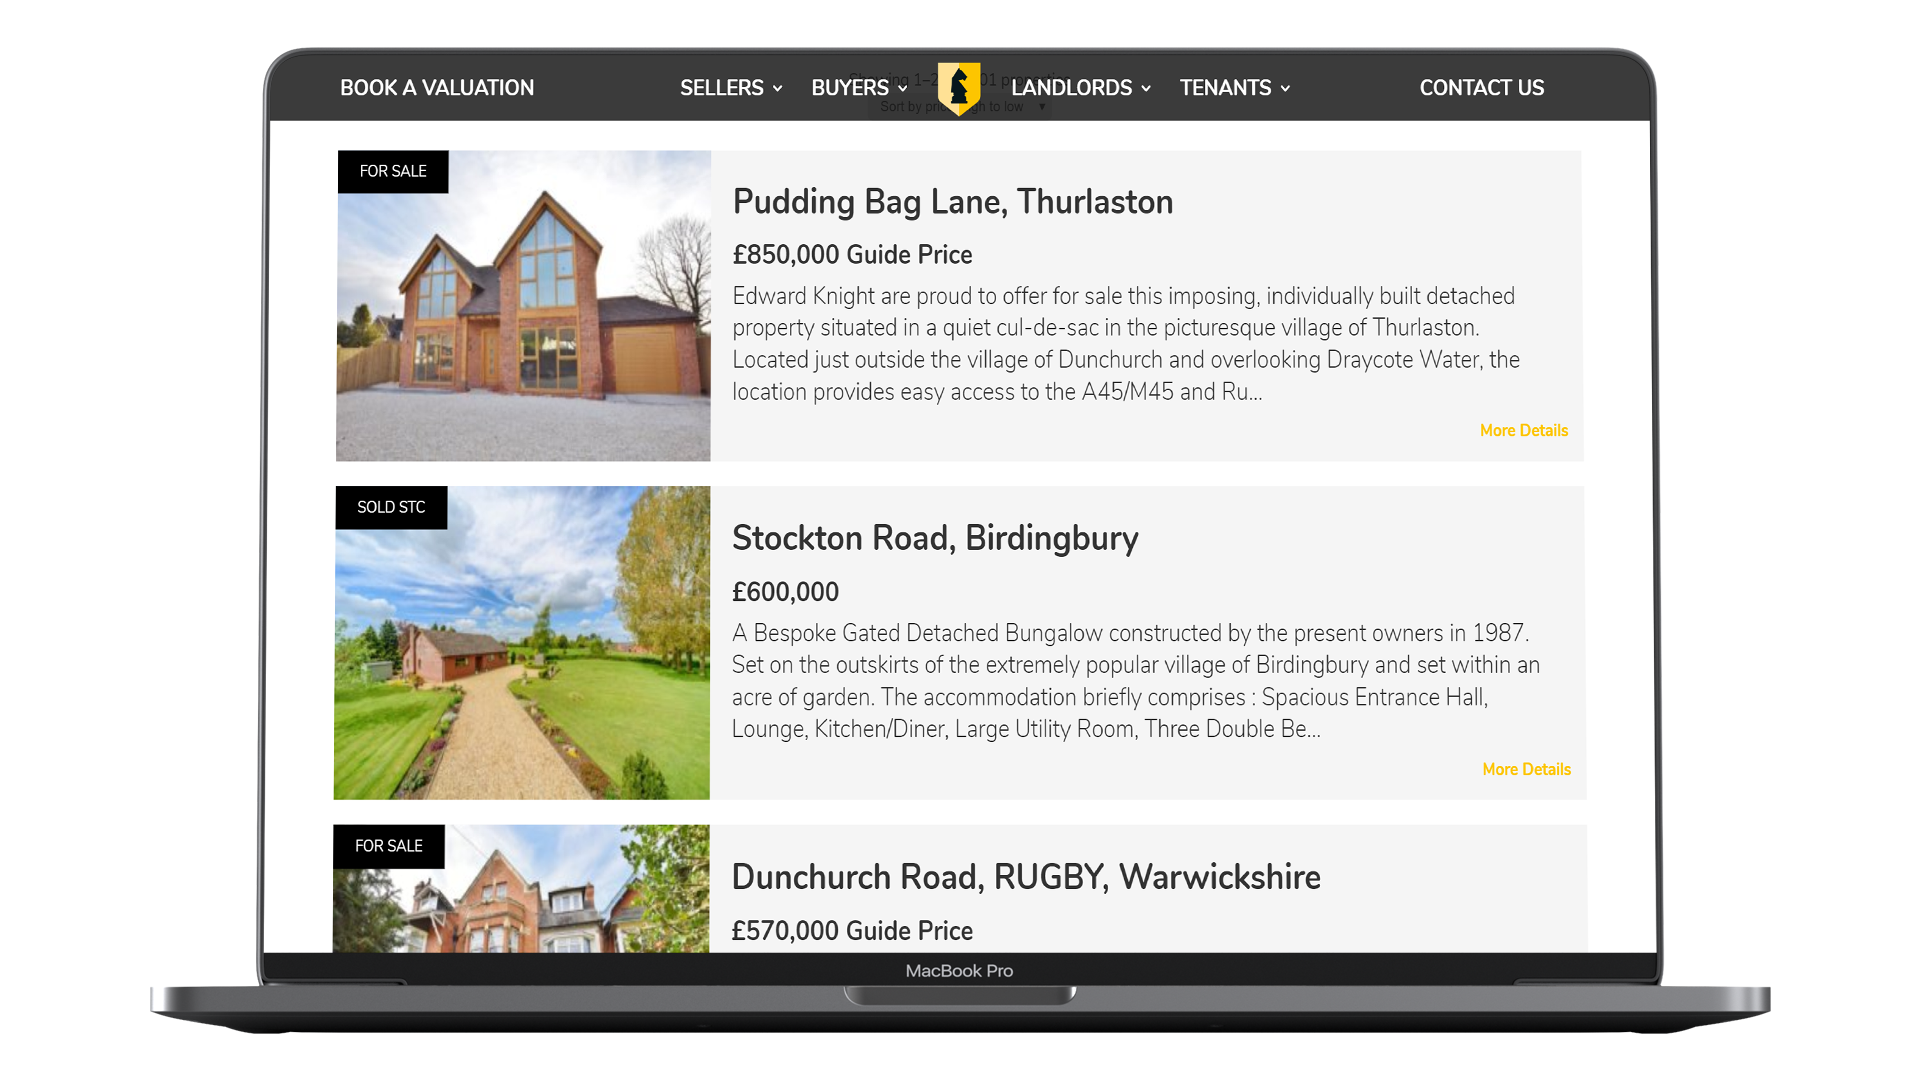 BOOK A VALUATION SELLERS BUYERS LANDLORDS TENANTS CONTACT US
Showing
Sort by to low
FOR SALE
Pudding Bag Lane, Thurlaston
£850,000 Guide Price
Edward Knight are proud to offer for sale this imposing, individually built detached
property situated in a quiet cul-de-sac in the picturesque village of Thurlaston.
Located just outside the village of Dunchurch and overlooking Draycote Water, the
location provides easy access to the A45/M45 and Ru...
More Details
SOLD STC
Stockton Road, Birdingbury
£600,000
A Bespoke Gated Detached Bungalow constructed by the present owners in 1987.
Set on the outskirts of the extremely popular village of Birdingbury and set within an
acre of garden. The accommodation briefly comprises : Spacious Entrance Hall,
Lounge, Kitchen/Diner, Large Utility Room, Three Double Be...
More Details
FOR SALE
Dunchurch Road, RUGBY, Warwickshire
£570,000 Guide Price
MacBook Pro